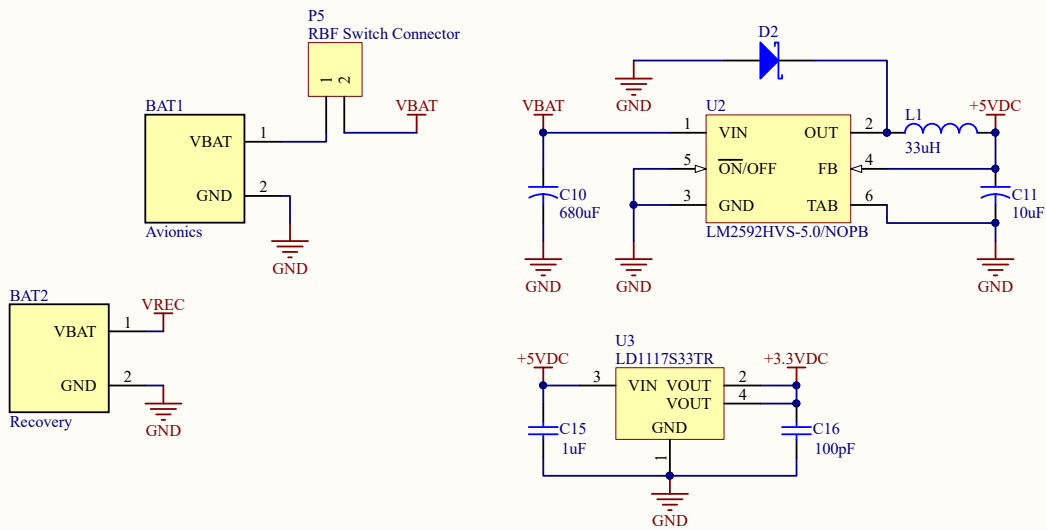 P5
RBF Switch Connector
1
2
VBAT
BAT1
VBAT
1
GND
2
Avionics
GND
BAT2
VBAT
1
VREC
GND
2
Recovery
GND
D2
GND
VBAT
U2
1
VIN
OUT
2
L1
33uH
+5VDC
5
ON/OFF
FB
4
3
GND
TAB
6
LM2592HVS-5.0/NOPB
C10
680uF
C11
10uF
GND
GND
GND
U3
LD1117S33TR
+5VDC
3
VIN
VOUT
2
VOUT
4
GND
1
+3.3VDC
C15
1uF
C16
100pF
GND